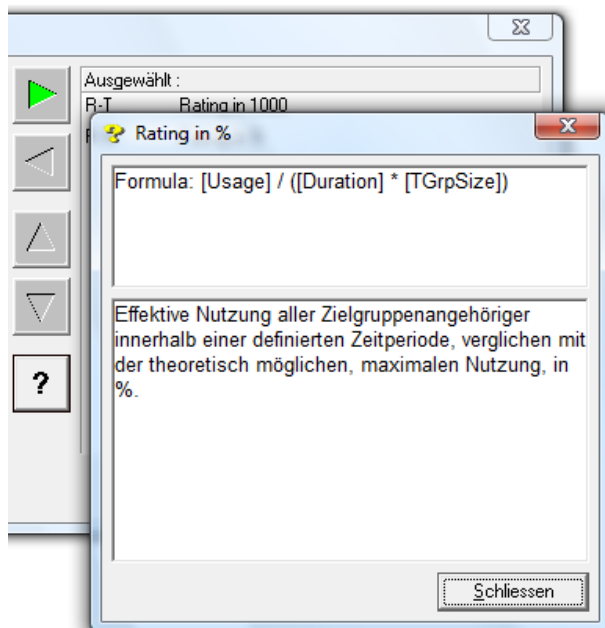 Ausgewählt :
R-T Rating in 1000
Rating in %
Formula: [Usage] / ([Duration] * [TGrpSize])
Effektive Nutzung aller Zielgruppenangehöriger
innerhalb einer definierten Zeitperiode, verglichen mit
der theoretisch möglichen, maximalen Nutzung, in
%.
?
Schliessen